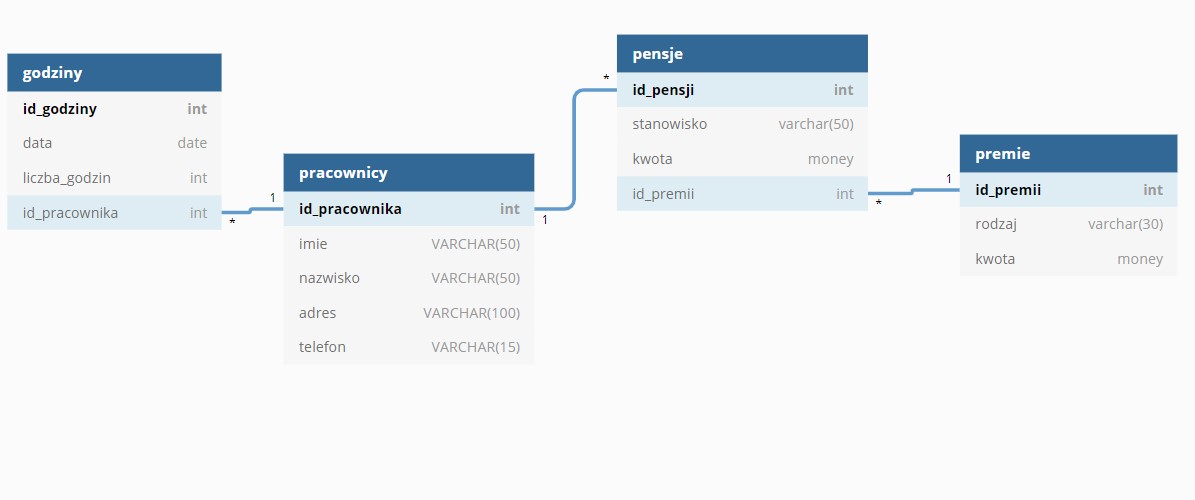 godziny
id_godziny int
data date
liczba_godzin int
id_pracownika int
*
1
pracownicy
id_pracownika int
imie VARCHAR(50)
nazwisko VARCHAR(50)
adres VARCHAR(100)
telefon VARCHAR(15)
1
*
pensje
id_pensji int
stanowisko varchar(50)
kwota money
id_premii int
*
1
premie
id_premii int
rodzaj varchar(30)
kwota money